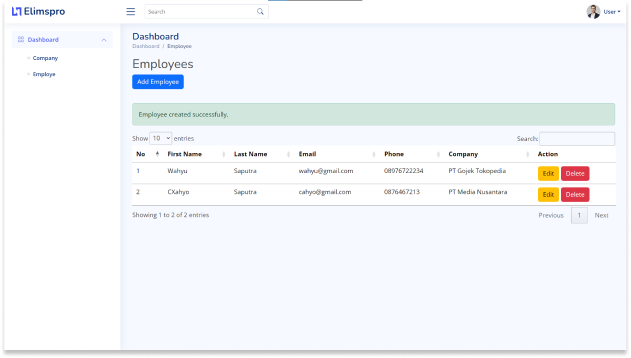 Elimspro
Search
User
Dashboard
Company
Employe
Dashboard
Dashboard / Employee
Employees
Add Employee
Employee created successfully.
Show 10 entries
Search:
No First Name Last Name Email Phone Company Action
1 Wahyu Saputra wahyu@gmail.com 08976722234 PT Gojek Tokopedia Edit Delete
2 CXahyo Saputra cahyo@gmail.com 0876467213 PT Media Nusantara Edit Delete
Showing 1 to 2 of 2 entries
Previous 1 Next